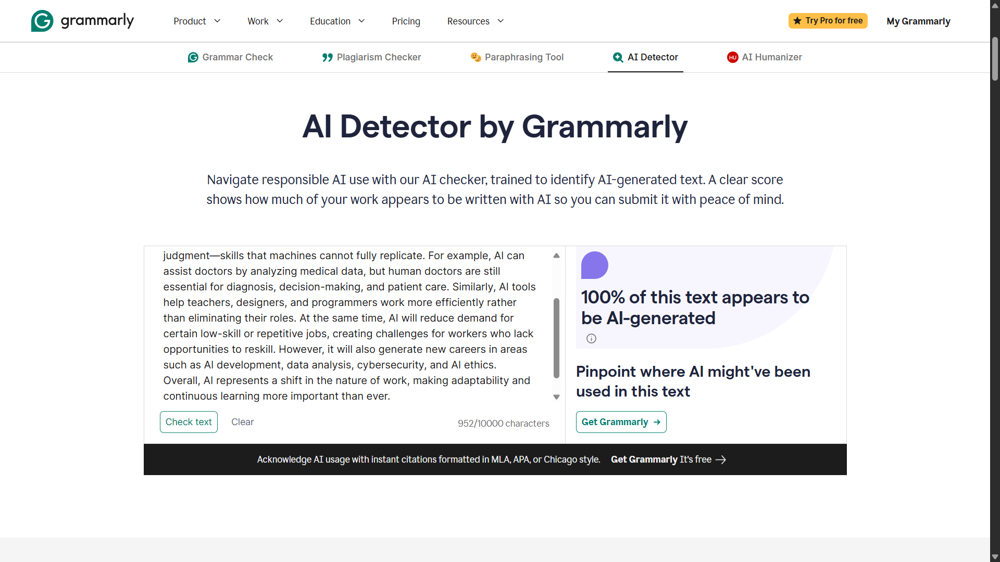 grammarly
Product
Work
Education
Pricing
Resources
Try Pro for free
My Grammarly
Grammar Check
Plagiarism Checker
Paraphrasing Tool
AI Detector
HU
AI Humanizer
AI Detector by Grammarly
Navigate responsible AI use with our AI checker, trained to identify AI-generated text. A clear score
shows how much of your work appears to be written with AI so you can submit it with peace of mind.
judgment—skills that machines cannot fully replicate. For example, AI can
assist doctors by analyzing medical data, but human doctors are still
essential for diagnosis, decision-making, and patient care. Similarly, AI tools
help teachers, designers, and programmers work more efficiently rather
than eliminating their roles. At the same time, AI will reduce demand for
certain low-skill or repetitive jobs, creating challenges for workers who lack
opportunities to reskill. However, it will also generate new careers in areas
such as AI development, data analysis, cybersecurity, and AI ethics.
Overall, AI represents a shift in the nature of work, making adaptability and
continuous learning more important than ever.
Check text
Clear
952/10000 characters
100% of this text appears to
be AI-generated
Pinpoint where AI might've been
used in this text
Get Grammarly →
Acknowledge AI usage with instant citations formatted in MLA, APA, or Chicago style.
Get Grammarly It's free →